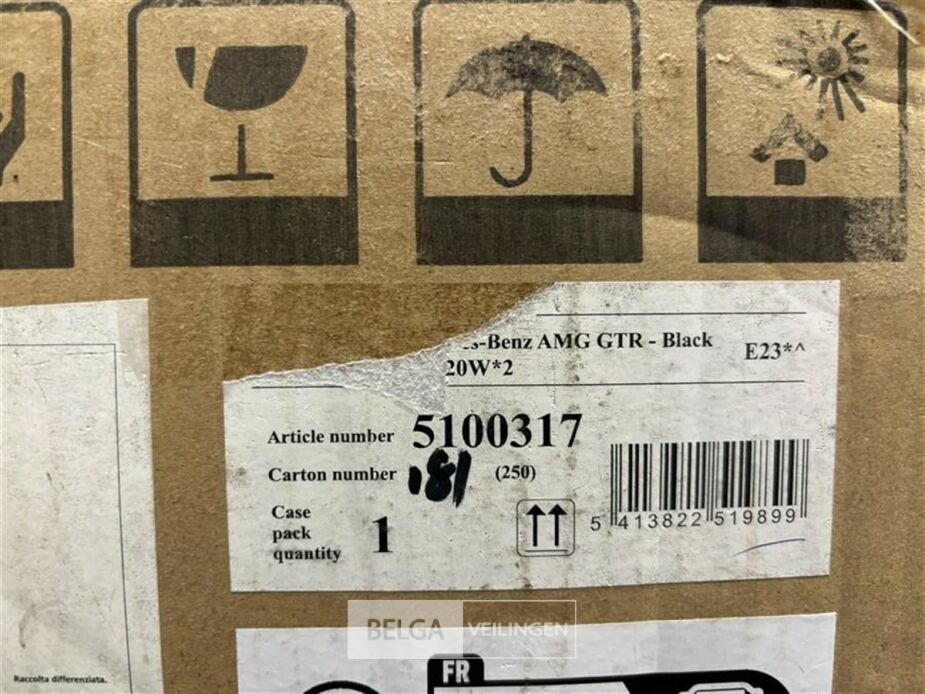 -Benz AMG GTR - Black
20W*2
E23*^
Article number 5100317
Carton number 181 (250)
Case
pack
quantity 1
5 413822 519899
BELGA VEILINGEN
FR
Raccolta differenziata.